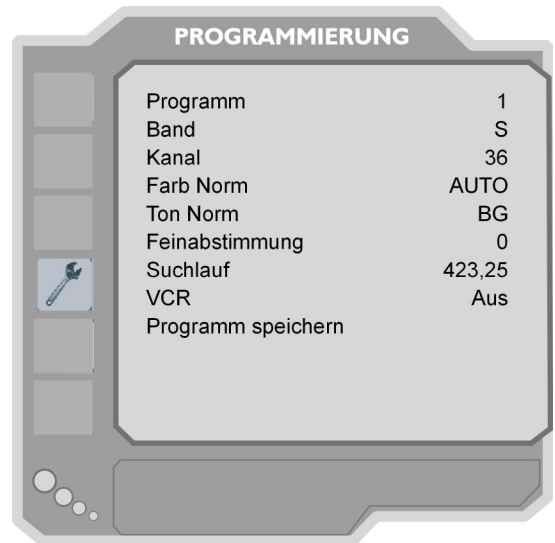 PROGRAMMIERUNG
Programm 1
Band S
Kanal 36
Farb Norm AUTO
Ton Norm BG
Feinabstimmung 0
Suchlauf 423,25
VCR Aus
Programm speichern